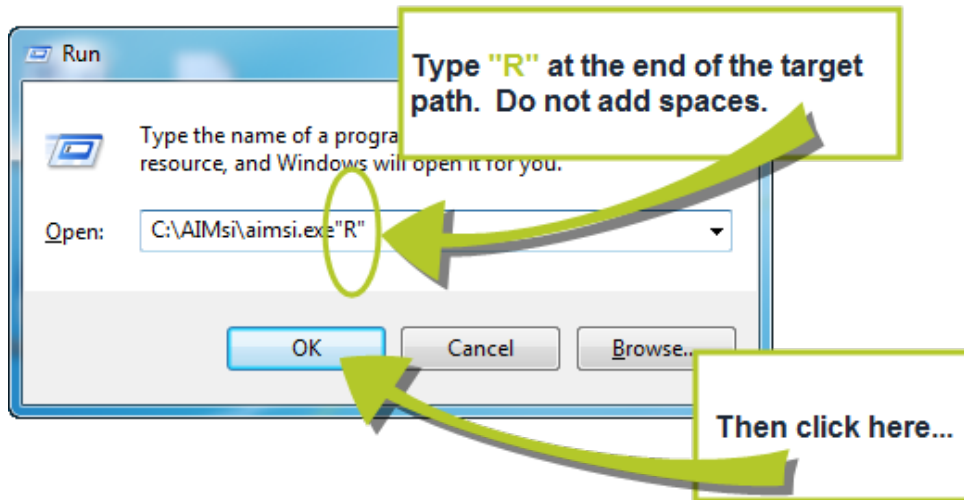 Run
Type "R" at the end of the target
path. Do not add spaces.
Type the name of a progra
resource, and Windows will open it for you.
Open:
C:\AIMsi\aimsi.exe"R"
OK
Cancel
Browse...
Then click here...